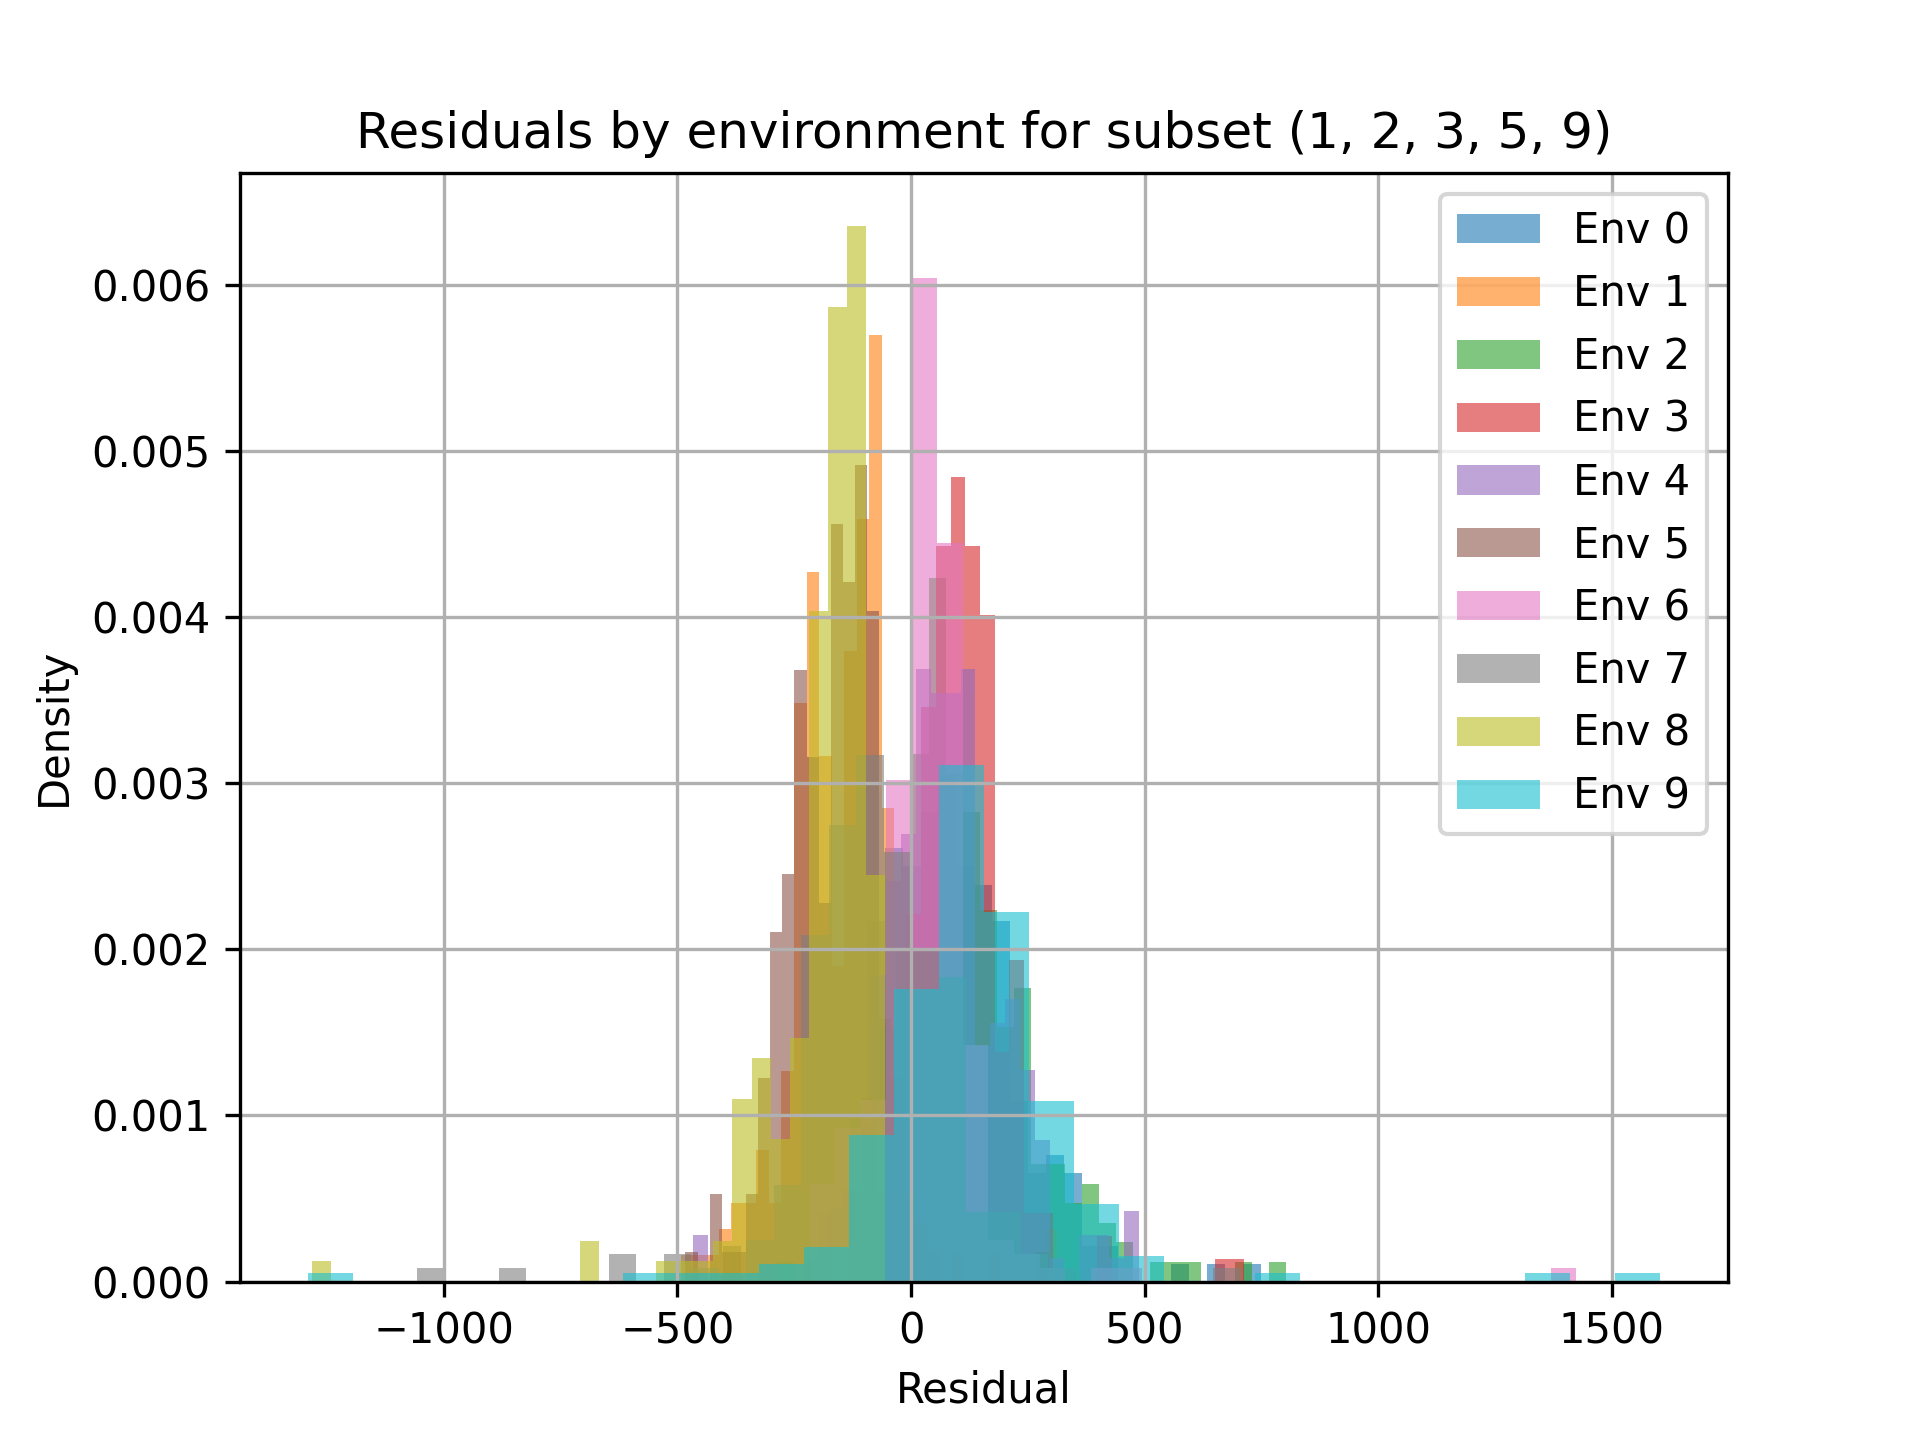 Residuals by environment for subset (1, 2, 3, 5, 9)
Env 0
Env 1
Env 2
Env 3
Env 4
Env 5
Env 6
Env 7
Env 8
Env 9
Density
0.006
0.005
0.004
0.003
0.002
0.001
0.000
−1000 −500 0 500 1000 1500
Residual